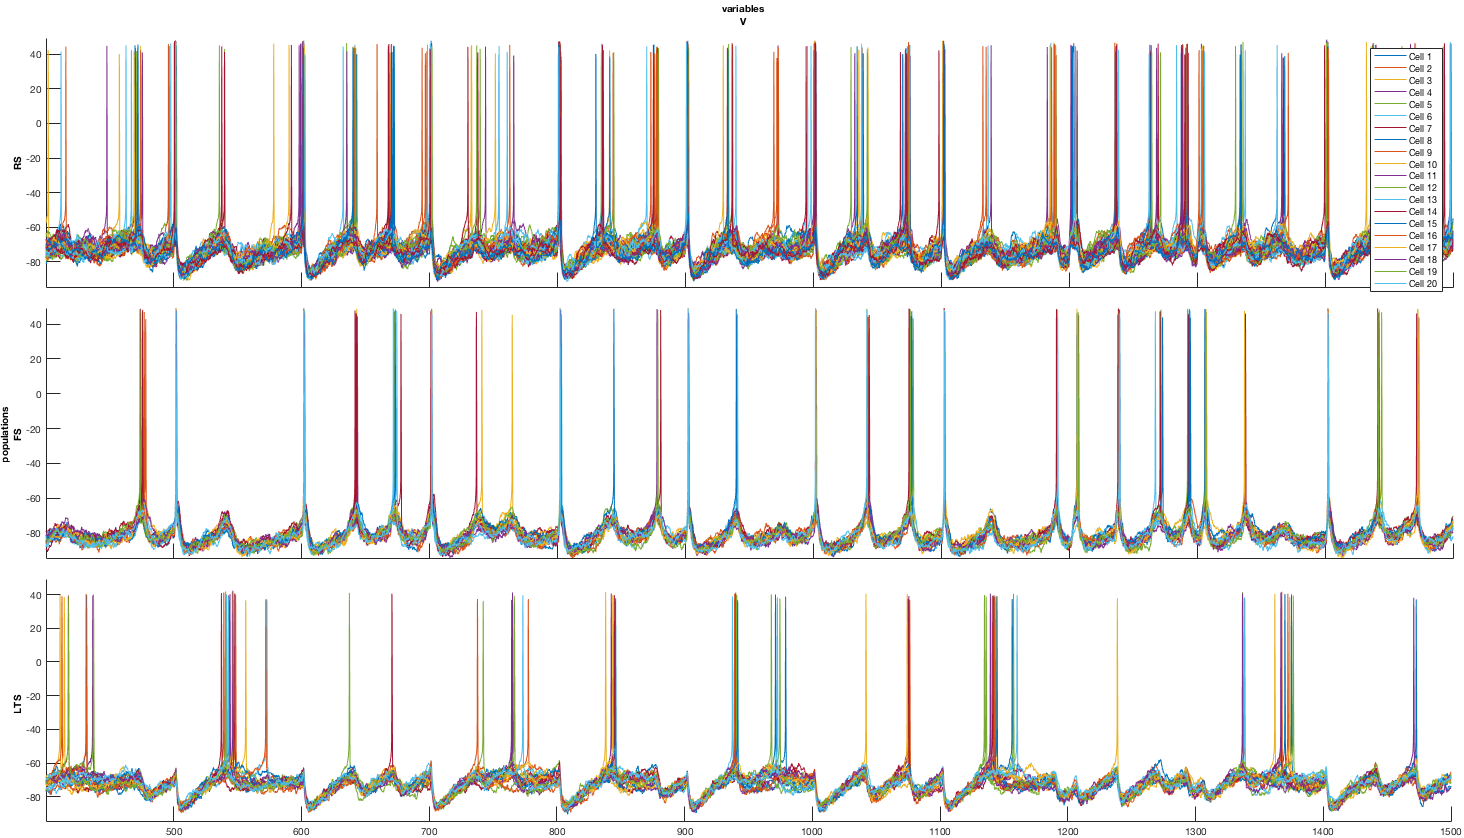 variables
V
populations
RS
40
20
0
-20
-40
-60
-80
Cell 1
Cell 2
Cell 3
Cell 4
Cell 5
Cell 6
Cell 7
Cell 8
Cell 9
Cell 10
Cell 11
Cell 12
Cell 13
Cell 14
Cell 15
Cell 16
Cell 17
Cell 18
Cell 19
Cell 20
FS
40
20
0
-20
-40
-60
-80
LTS
40
20
0
-20
-40
-60
-80
500 600 700 800 900 1000 1100 1200 1300 1400 1500